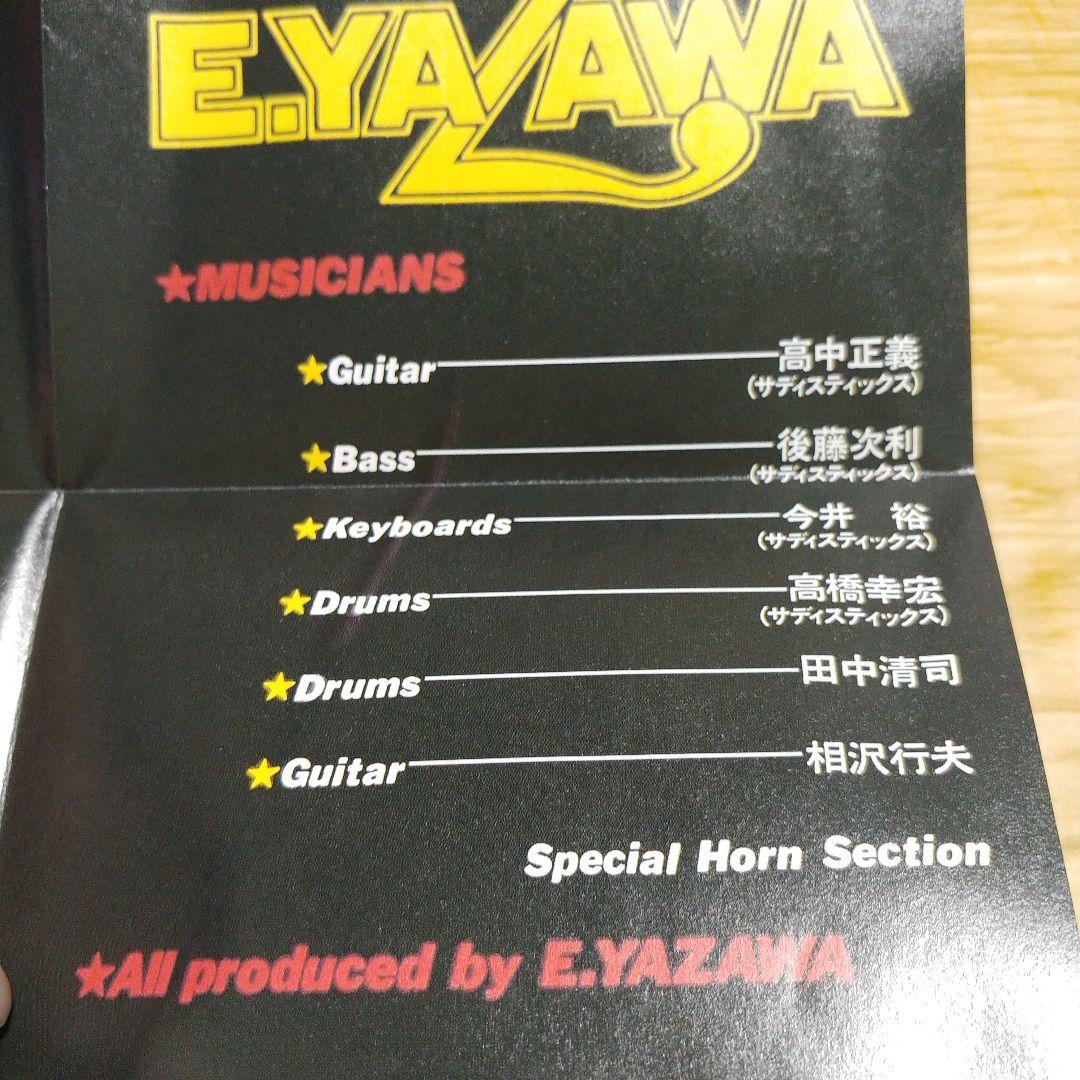 E.YAZAWA
★MUSICIANS
★Guitar 高中正義
(サディスティックス)
★Bass 後藤次利
(サディスティックス)
★Keyboards 今井 裕
(サディスティックス)
★Drums 高橋幸宏
(サディスティックス)
★Drums 田中清司
★Guitar 相沢行夫
Special Horn Section
★All produced by E.YAZAWA